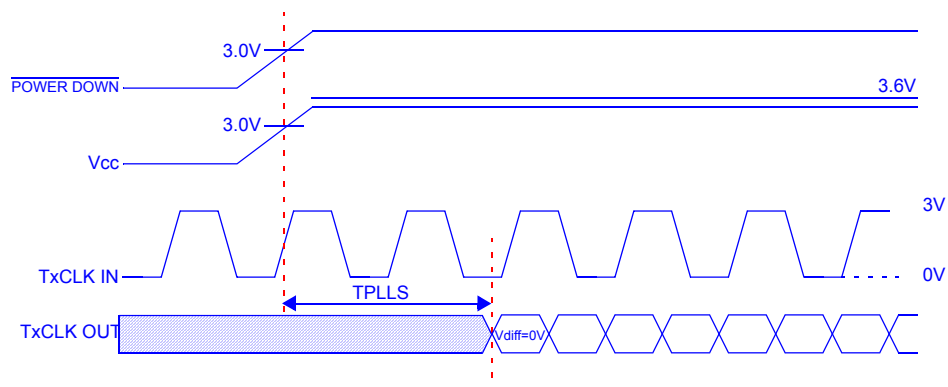 3.0V
POWER DOWN
3.6V
3.0V
Vcc
3V
TxCLK IN
0V
TPLLS
TxCLK OUT
Vdiff=0V